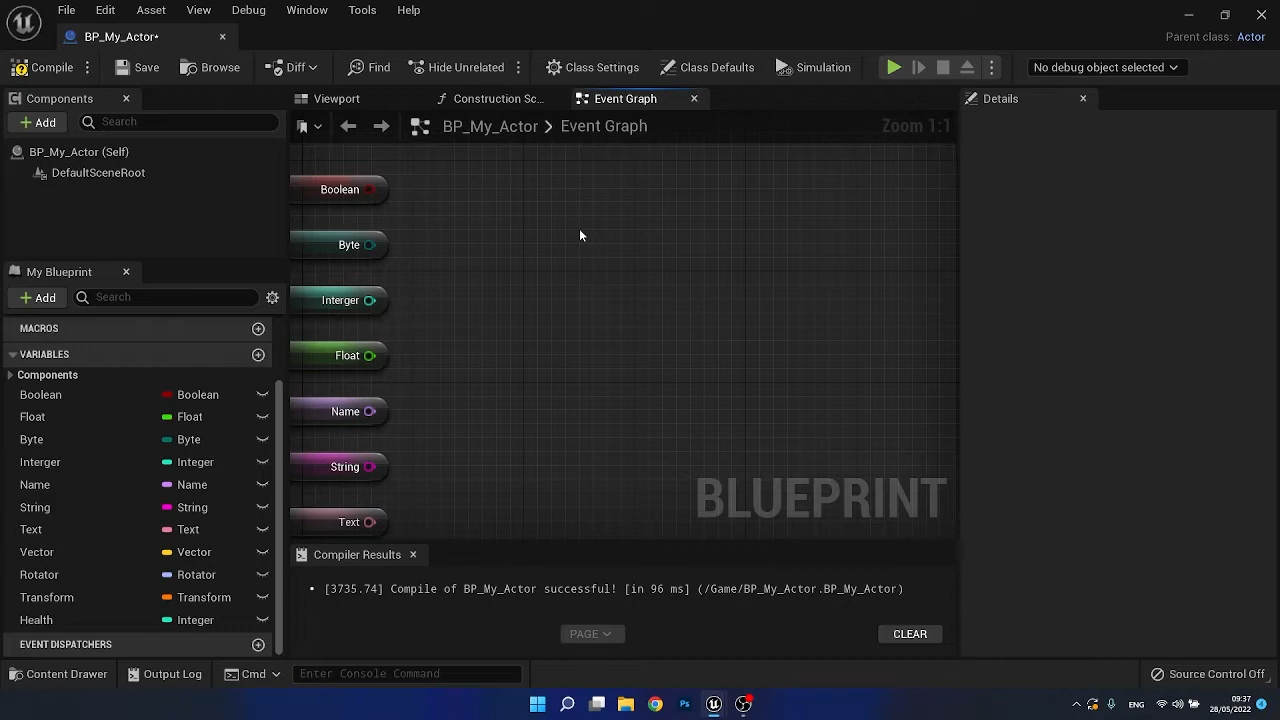 File Edit Asset View Debug Window Tools Help
BP_My_Actor*
Parent class: Actor
Compile Save Browse Diff Find Hide Unrelated Class Settings Class Defaults Simulation No debug object selected
Components
Add Search
BP_My_Actor (Self)
DefaultSceneRoot
My Blueprint
Add Search
MACROS
VARIABLES
Components
Boolean Boolean
Float Float
Byte Byte
Interger Integer
Name Name
String String
Text Text
Vector Vector
Rotator Rotator
Transform Transform
Health Integer
EVENT DISPATCHERS
Viewport Construction Sc... Event Graph
BP_My_Actor > Event Graph Zoom 1:1
Boolean
Byte
Interger
Float
Name
String
Text
BLUEPRINT
Compiler Results
[3735.74] Compile of BP_My_Actor successful! [in 96 ms] (/Game/BP_My_Actor.BP_My_Actor)
PAGE CLEAR
Details
Content Drawer Output Log Cmd Enter Console Command Source Control Off
Ps ENG 09:37
28/05/2022 4